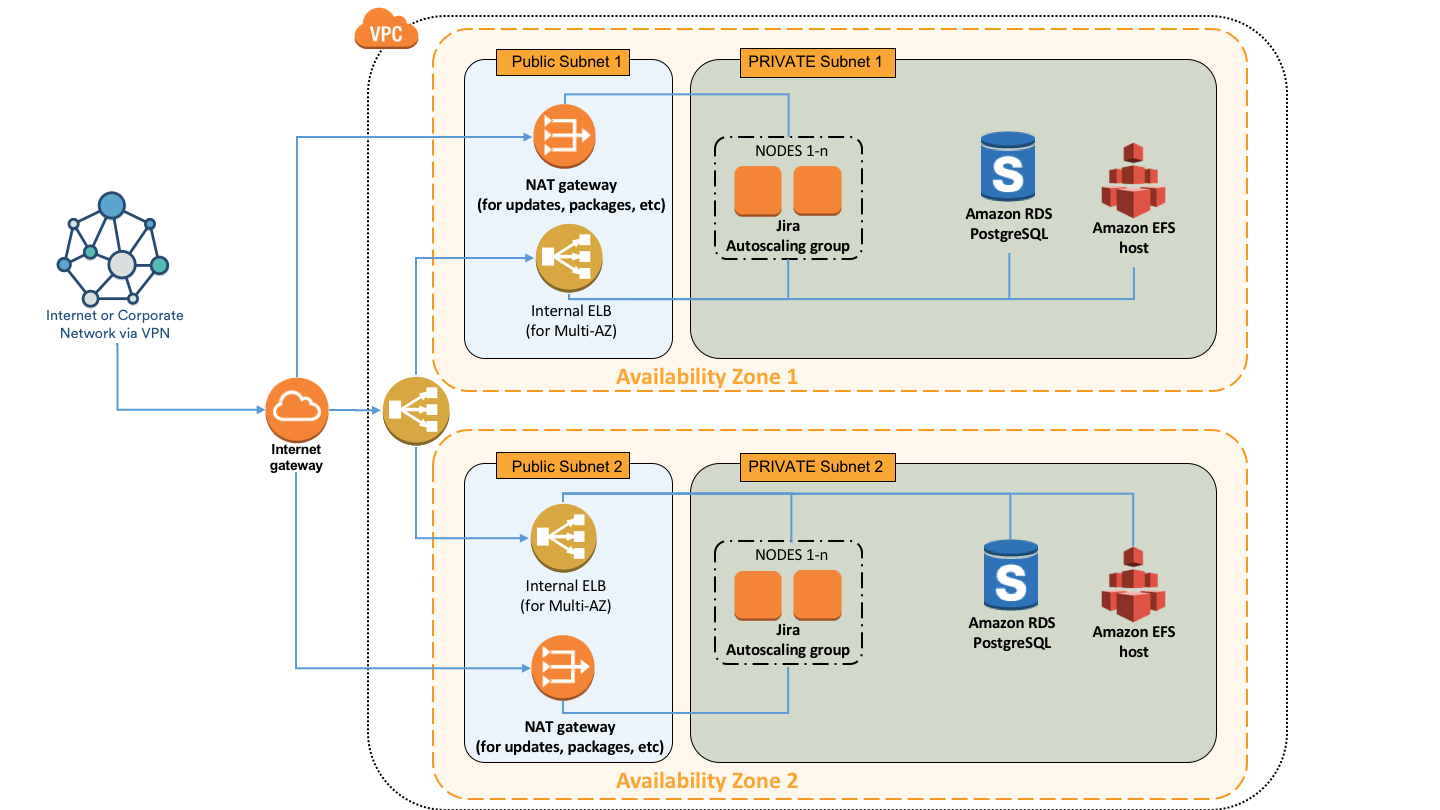 VPC
Public Subnet 1
PRIVATE Subnet 1
NODES 1-n
NAT gateway
(for updates, packages, etc)
S
Jira
Autoscaling group
Amazon RDS
PostgreSQL
Amazon EFS
host
Internet or Corporate
Network via VPN
Internal ELB
(for Multi-AZ)
Availability Zone 1
Internet
gateway
Public Subnet 2
PRIVATE Subnet 2
NODES 1-n
S
Internal ELB
(for Multi-AZ)
Jira
Autoscaling group
Amazon RDS
PostgreSQL
Amazon EFS
host
NAT gateway
(for updates, packages, etc)
Availability Zone 2